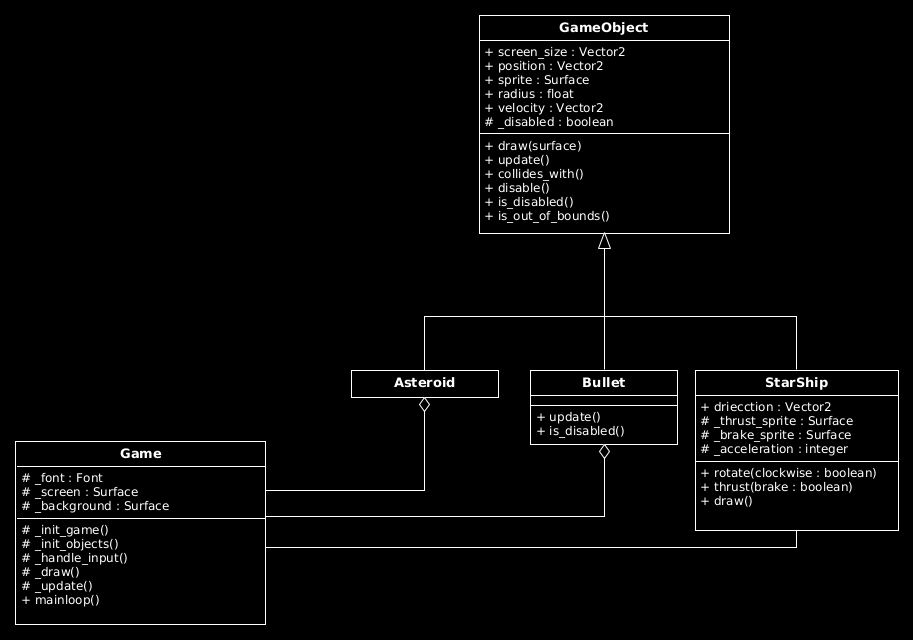 GameObject
+ screen_size : Vector2
+ position : Vector2
+ sprite : Surface
+ radius : float
+ velocity : Vector2
# _disabled : boolean
+ draw(surface)
+ update()
+ collides_with()
+ disable()
+ is_disabled()
+ is_out_of_bounds()
Asteroid
Bullet
+ update()
+ is_disabled()
StarShip
+ driecction : Vector2
# _thrust_sprite : Surface
# _brake_sprite : Surface
# _acceleration : integer
+ rotate(clockwise : boolean)
+ thrust(brake : boolean)
+ draw()
Game
# _font : Font
# _screen : Surface
# _background : Surface
# _init_game()
# _init_objects()
# _handle_input()
# _draw()
# _update()
+ mainloop()